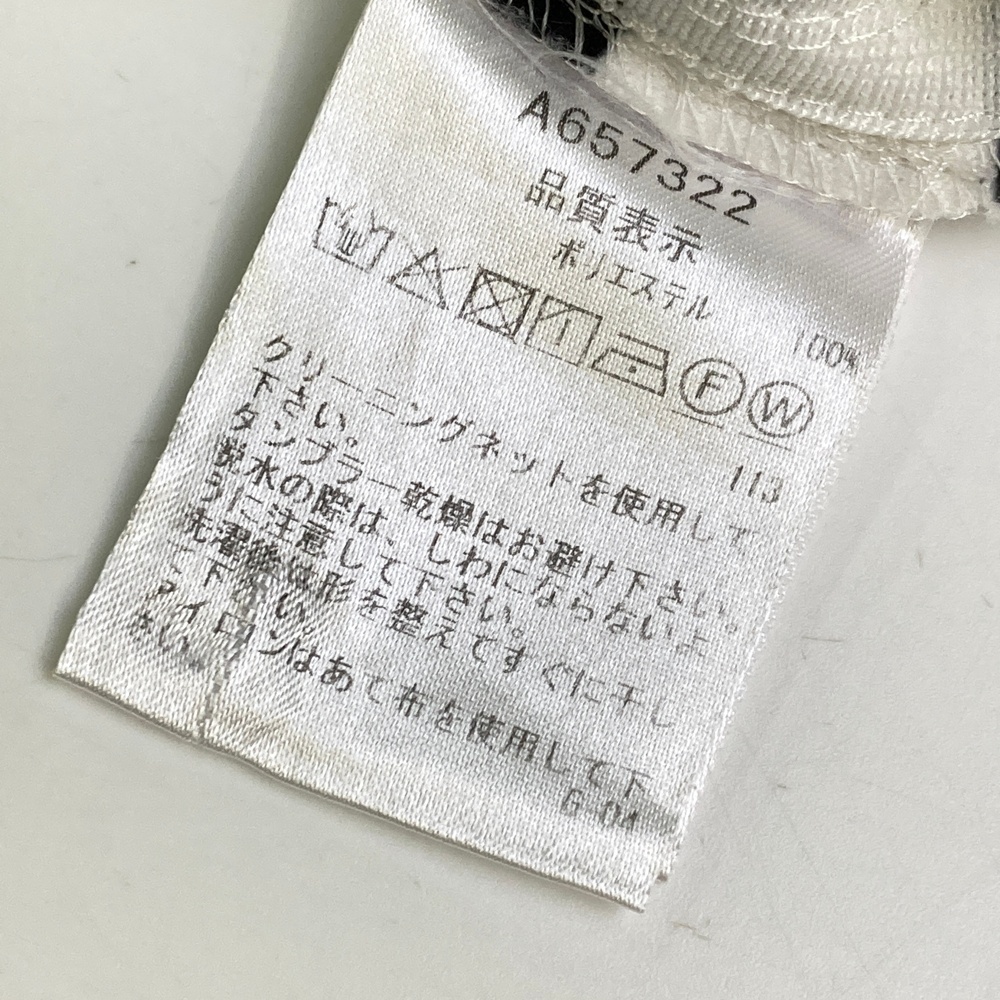 A657322
品質表示
ポリエステル 100%
F W
113
クリーニングネットを使用して
下さい。
タンブラー乾燥はお避け下さい。
脱水の際は、しわにならないよ
うに注意して下さい。
洗濯後は形を整えてすぐに干し
て下さい。
アイロンはあて布を使用して下
さい。
G-04